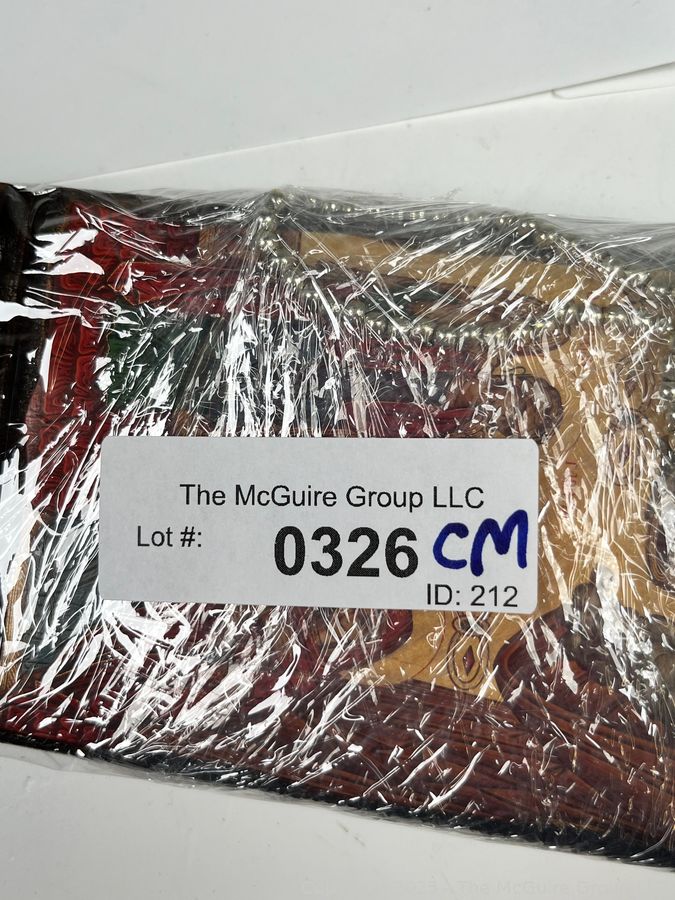 The McGuire Group LLC
Lot #: 0326 CM
ID: 212